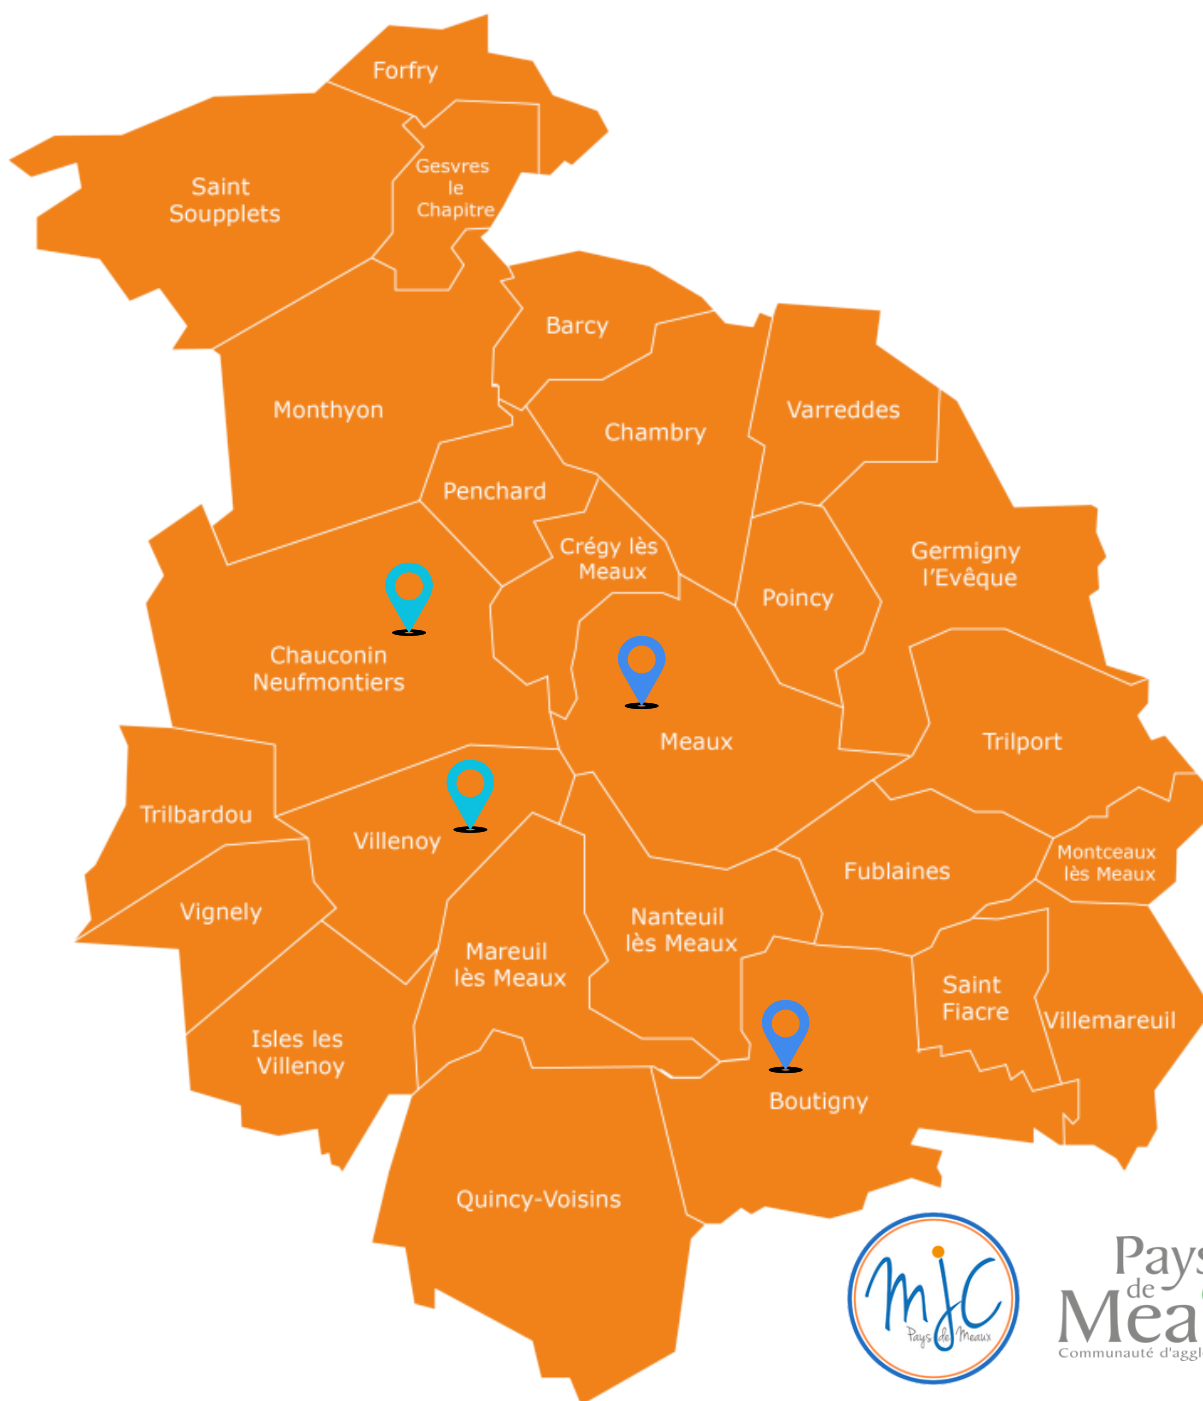 Forfry
Gesvres
le
Chapitre
Saint
Soupplets
Barcy
Monthyon
Varreddes
Chambry
Penchard
Crégy lès
Meaux
Germigny
l'Evêque
Poincy
Chauconin
Neufmontiers
Meaux
Trilport
Trilbardou
Villenoy
Montceaux
lès Meaux
Fublaines
Vignely
Nanteuil
lès Meaux
Mareuil
lès Meaux
Saint
Fiacre
Villemareuil
Isles les
Villenoy
Boutigny
Quincy-Voisins
mJC
Pays de Meaux
Pays
de
Mea
Communauté d'aggl